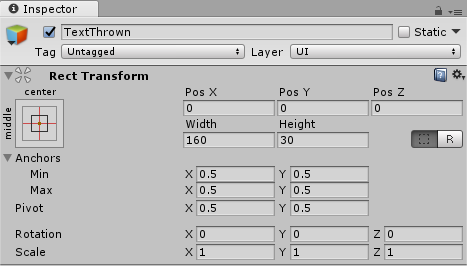 Inspector
TextThrown Static
Tag Untagged Layer UI
Rect Transform
center Pos X Pos Y Pos Z
middle 0 0 0
Width Height
160 30 R
Anchors
Min X 0.5 Y 0.5
Max X 0.5 Y 0.5
Pivot X 0.5 Y 0.5
Rotation X 0 Y 0 Z 0
Scale X 1 Y 1 Z 1